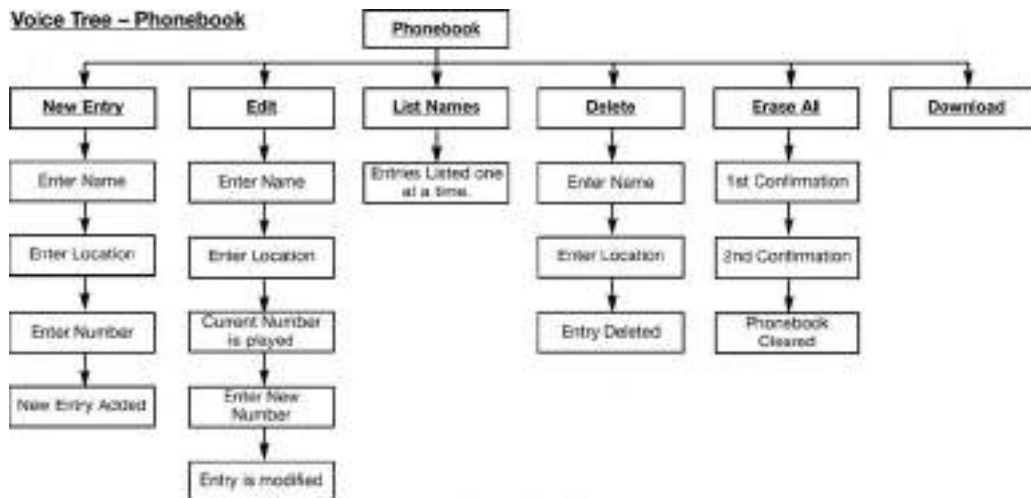 Voice Tree – Phonebook
Phonebook
New Entry
Edit
List Names
Delete
Erase All
Download
Enter Name
Enter Name
Entries Listed one
at a time.
Enter Name
1st Confirmation
Enter Location
Enter Location
Enter Location
2nd Confirmation
Enter Number
Current Number
is played
Entry Deleted
Phonebook
Cleared
New Entry Added
Enter New
Number
Entry is modified